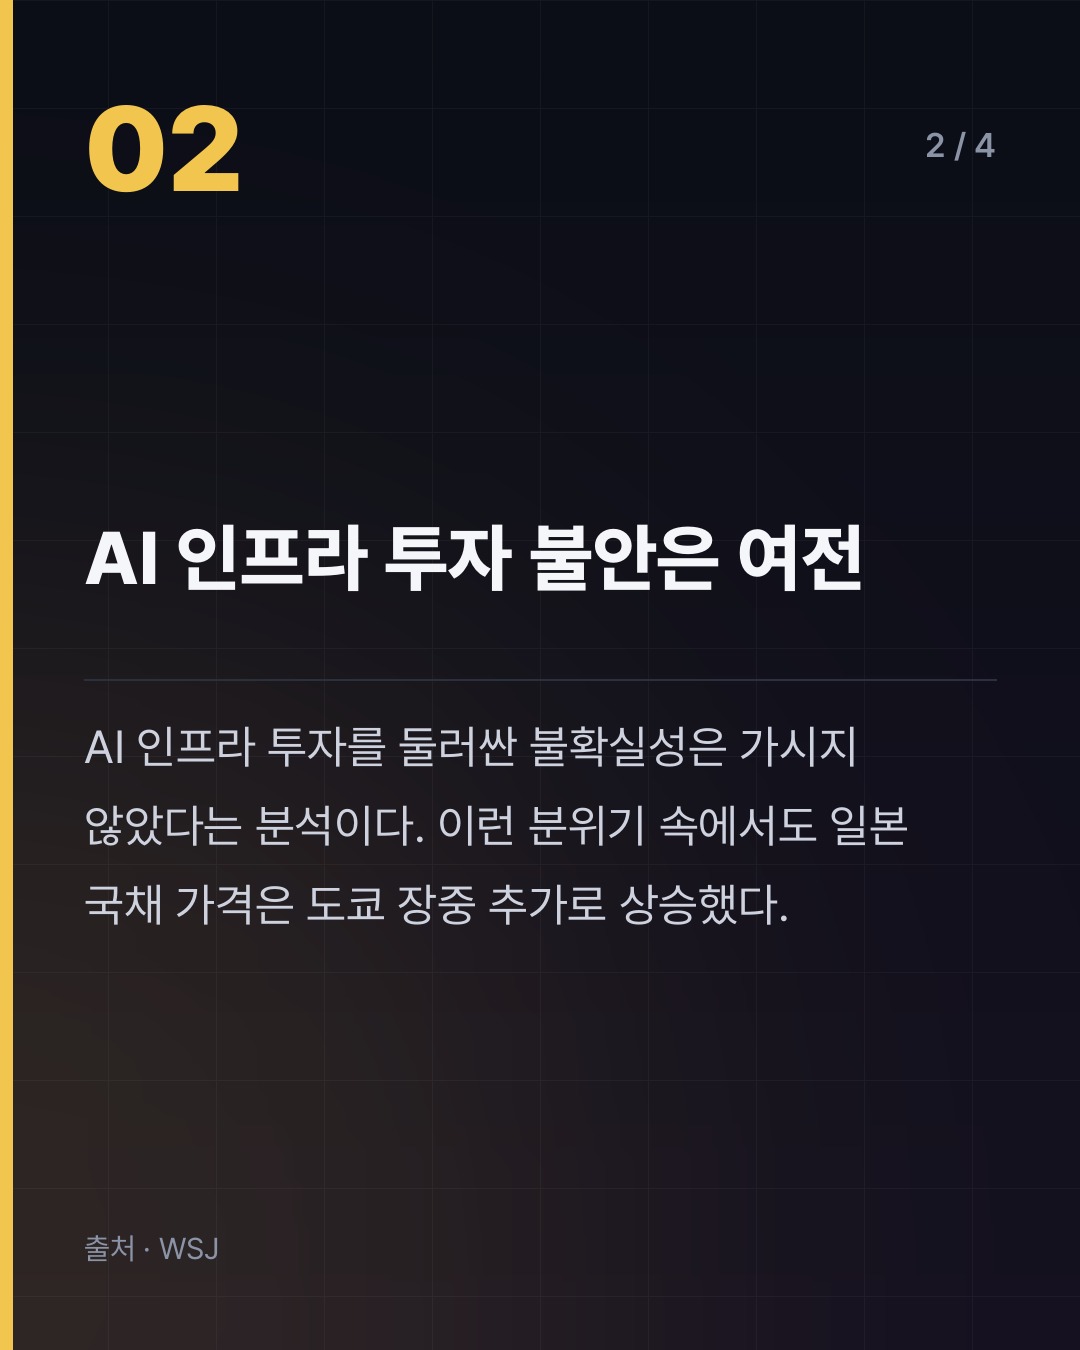 02
2 / 4
AI 인프라 투자 불안은 여전
AI 인프라 투자를 둘러싼 불확실성은 가시지
않았다는 분석이다. 이런 분위기 속에서도 일본
국채 가격은 도쿄 장중 추가로 상승했다.
출처 · WSJ